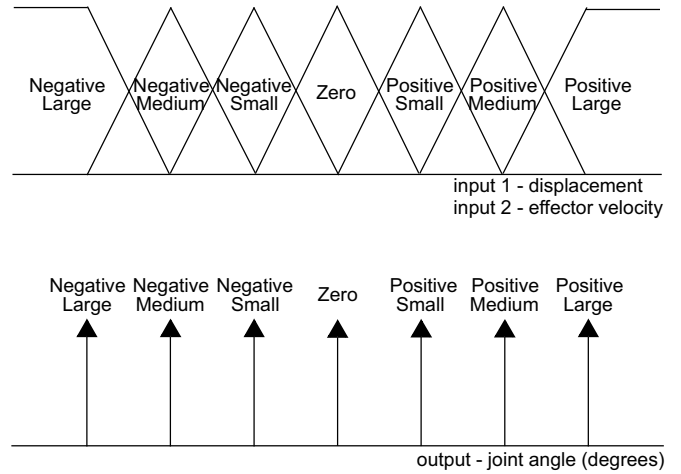 Negative Large
Negative Medium
Negative Small
Zero
Positive Small
Positive Medium
Positive Large
input 1 - displacement
input 2 - effector velocity
Negative Large
Negative Medium
Negative Small
Zero
Positive Small
Positive Medium
Positive Large
output - joint angle (degrees)